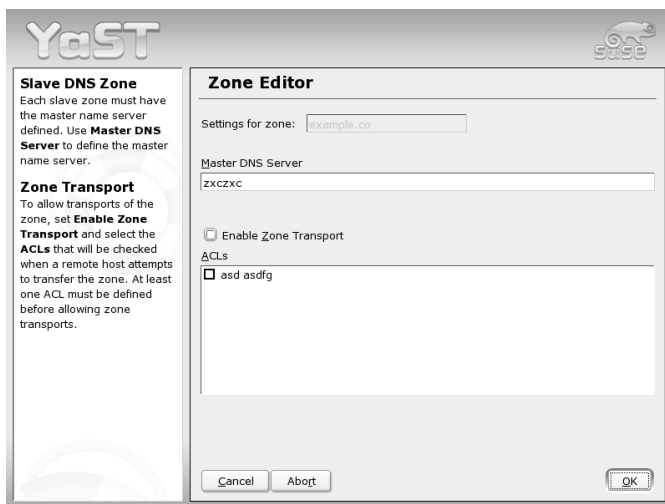 YaST
SUSE
Slave DNS Zone
Each slave zone must have
the master name server
defined. Use Master DNS
Server to define the master
name server.
Zone Transport
To allow transports of the
zone, set Enable Zone
Transport and select the
ACLs that will be checked
when a remote host attempts
to transfer the zone. At least
one ACL must be defined
before allowing zone
transports.
Zone Editor
Settings for zone: example.co
Master DNS Server
zxczxc
Enable Zone Transport
ACLs
asd asdfg
Cancel Abort OK